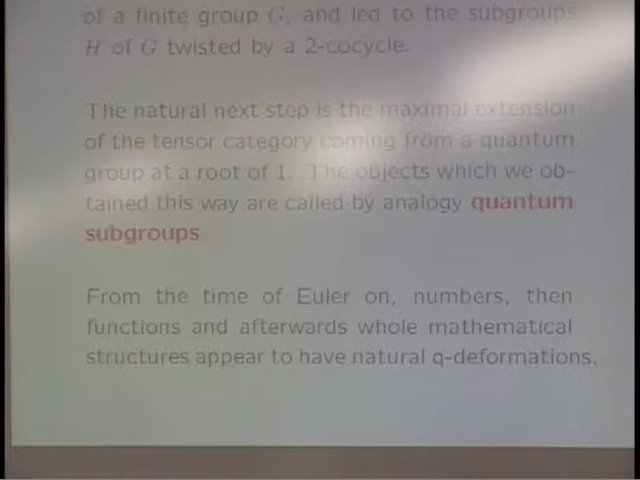 of a finite group G, and led to the subgroups
H of G twisted by a 2-cocycle.
The natural next step is the maximal extension
of the tensor category coming from a quantum
group at a root of 1. The objects which we ob-
tained this way are called by analogy quantum
subgroups
From the time of Euler on, numbers, then
functions and afterwards whole mathematical
structures appear to have natural q-deformations.